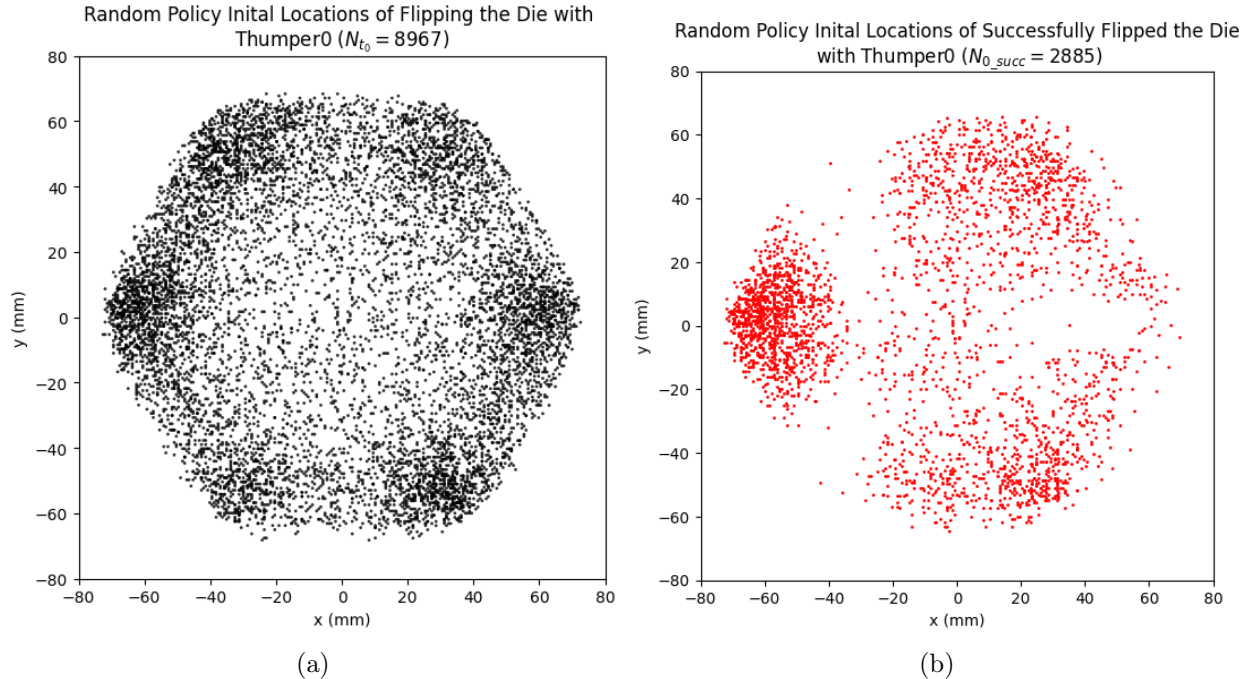 Random Policy Inital Locations of Flipping the Die with
Thumper0 (N_{t_0} = 8967)
80
60
40
20
0
−20
−40
−60
−80
y (mm)
−80 −60 −40 −20 0 20 40 60 80
x (mm)
(a)
Random Policy Inital Locations of Successfully Flipped the Die
with Thumper0 (N_{0_succ} = 2885)
80
60
40
20
0
−20
−40
−60
−80
y (mm)
−80 −60 −40 −20 0 20 40 60 80
x (mm)
(b)